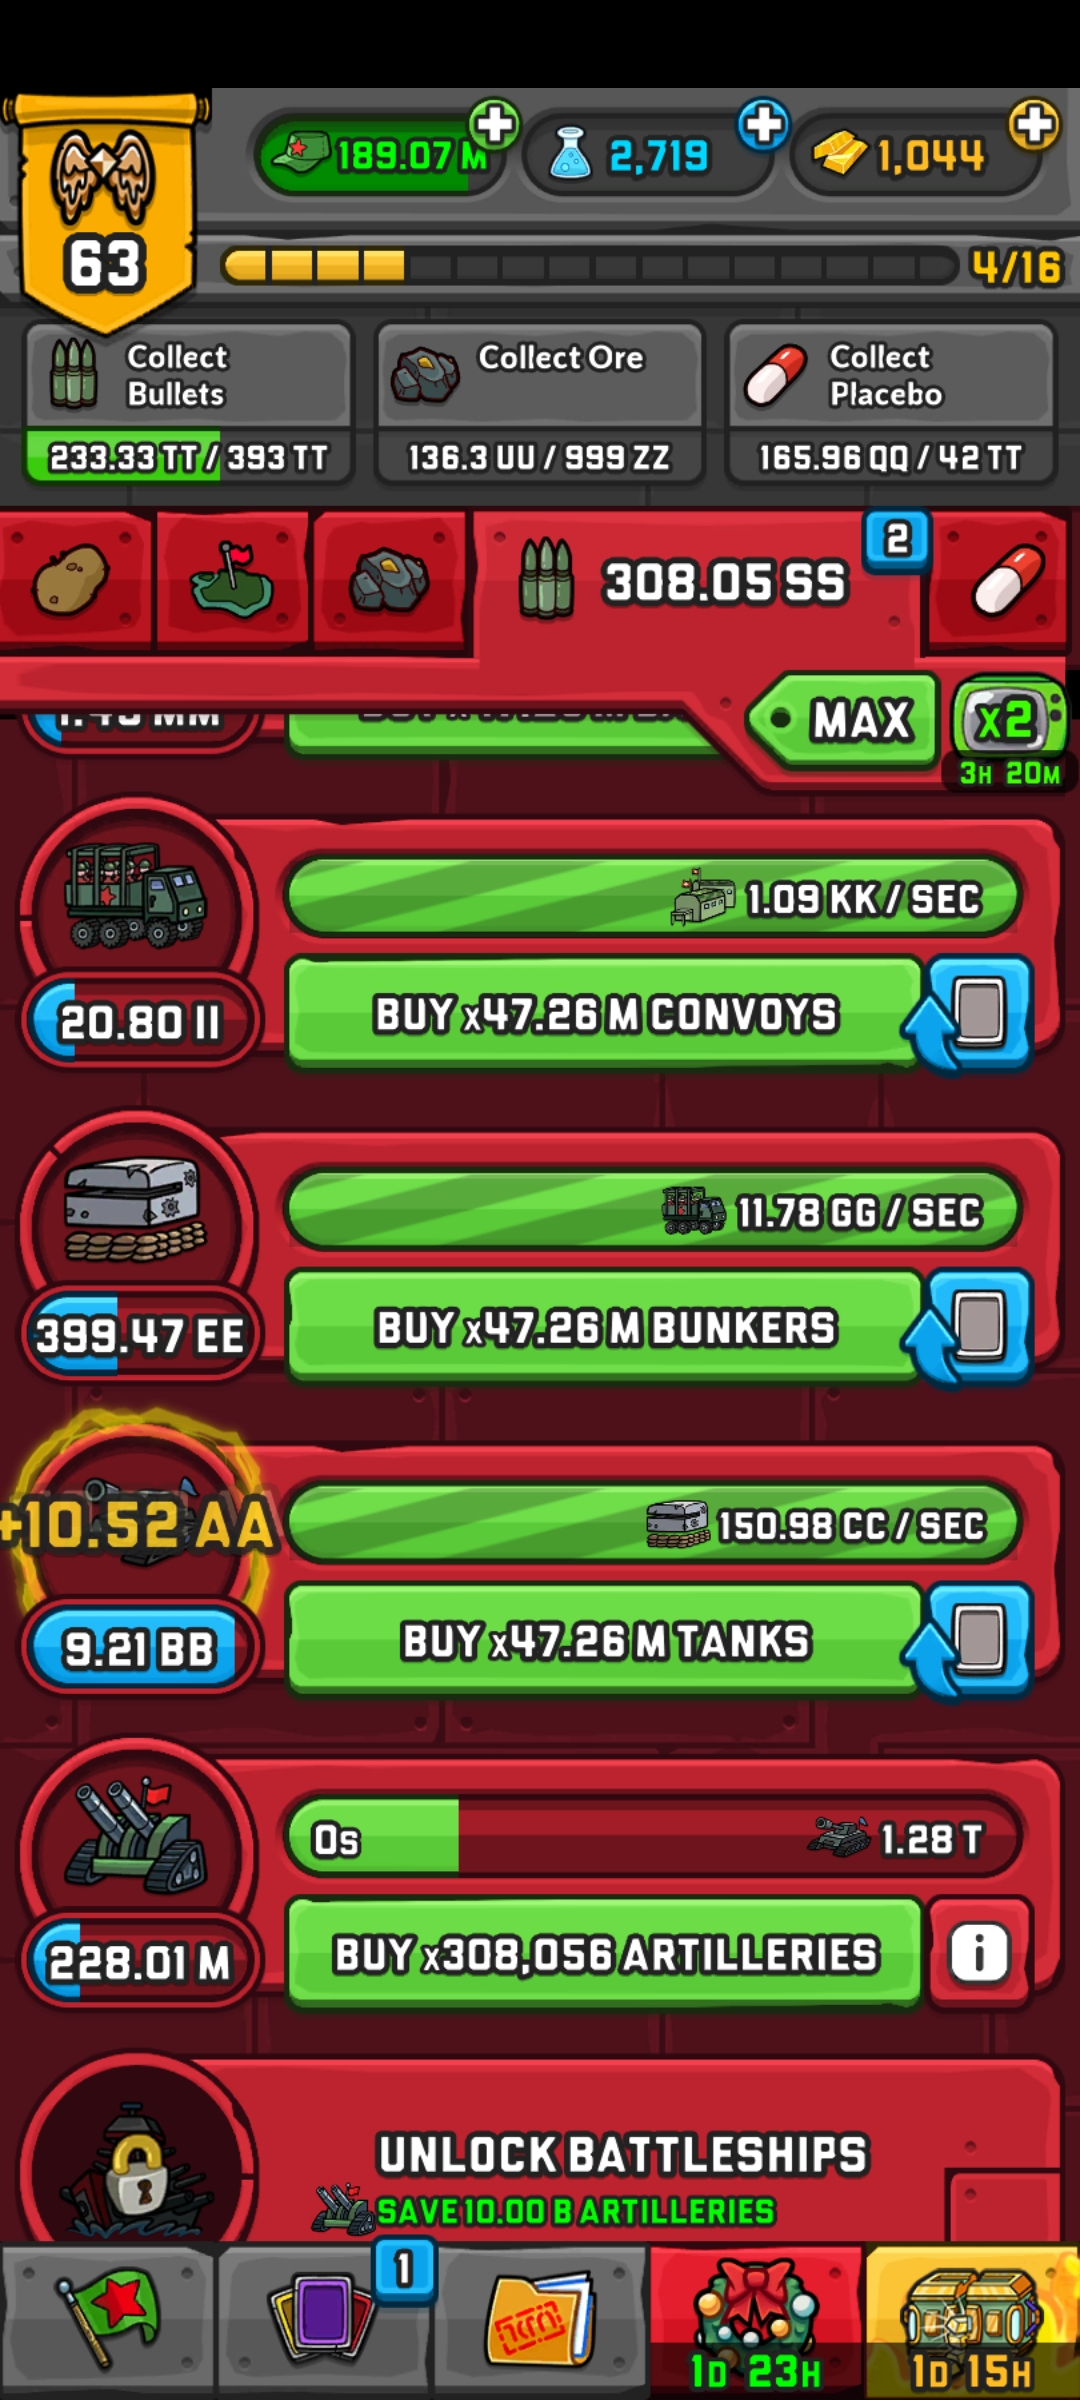 189.07 M
2,719
1,044
63
4/16
Collect
Bullets
Collect Ore
Collect
Placebo
233.33 TT / 393 TT
136.3 UU / 999 ZZ
165.96 QQ / 42 TT
308.05 SS
2
MAX
x2
3H 20M
1.09 KK / SEC
20.80 II
BUY x47.26 M CONVOYS
11.78 GG / SEC
399.47 EE
BUY x47.26 M BUNKERS
+10.52 AA
150.98 CC / SEC
9.21 BB
BUY x47.26 M TANKS
0s
1.28 T
228.01 M
BUY x308,056 ARTILLERIES
i
UNLOCK BATTLESHIPS
SAVE 10.00 B ARTILLERIES
1
1D 23H
1D 15H